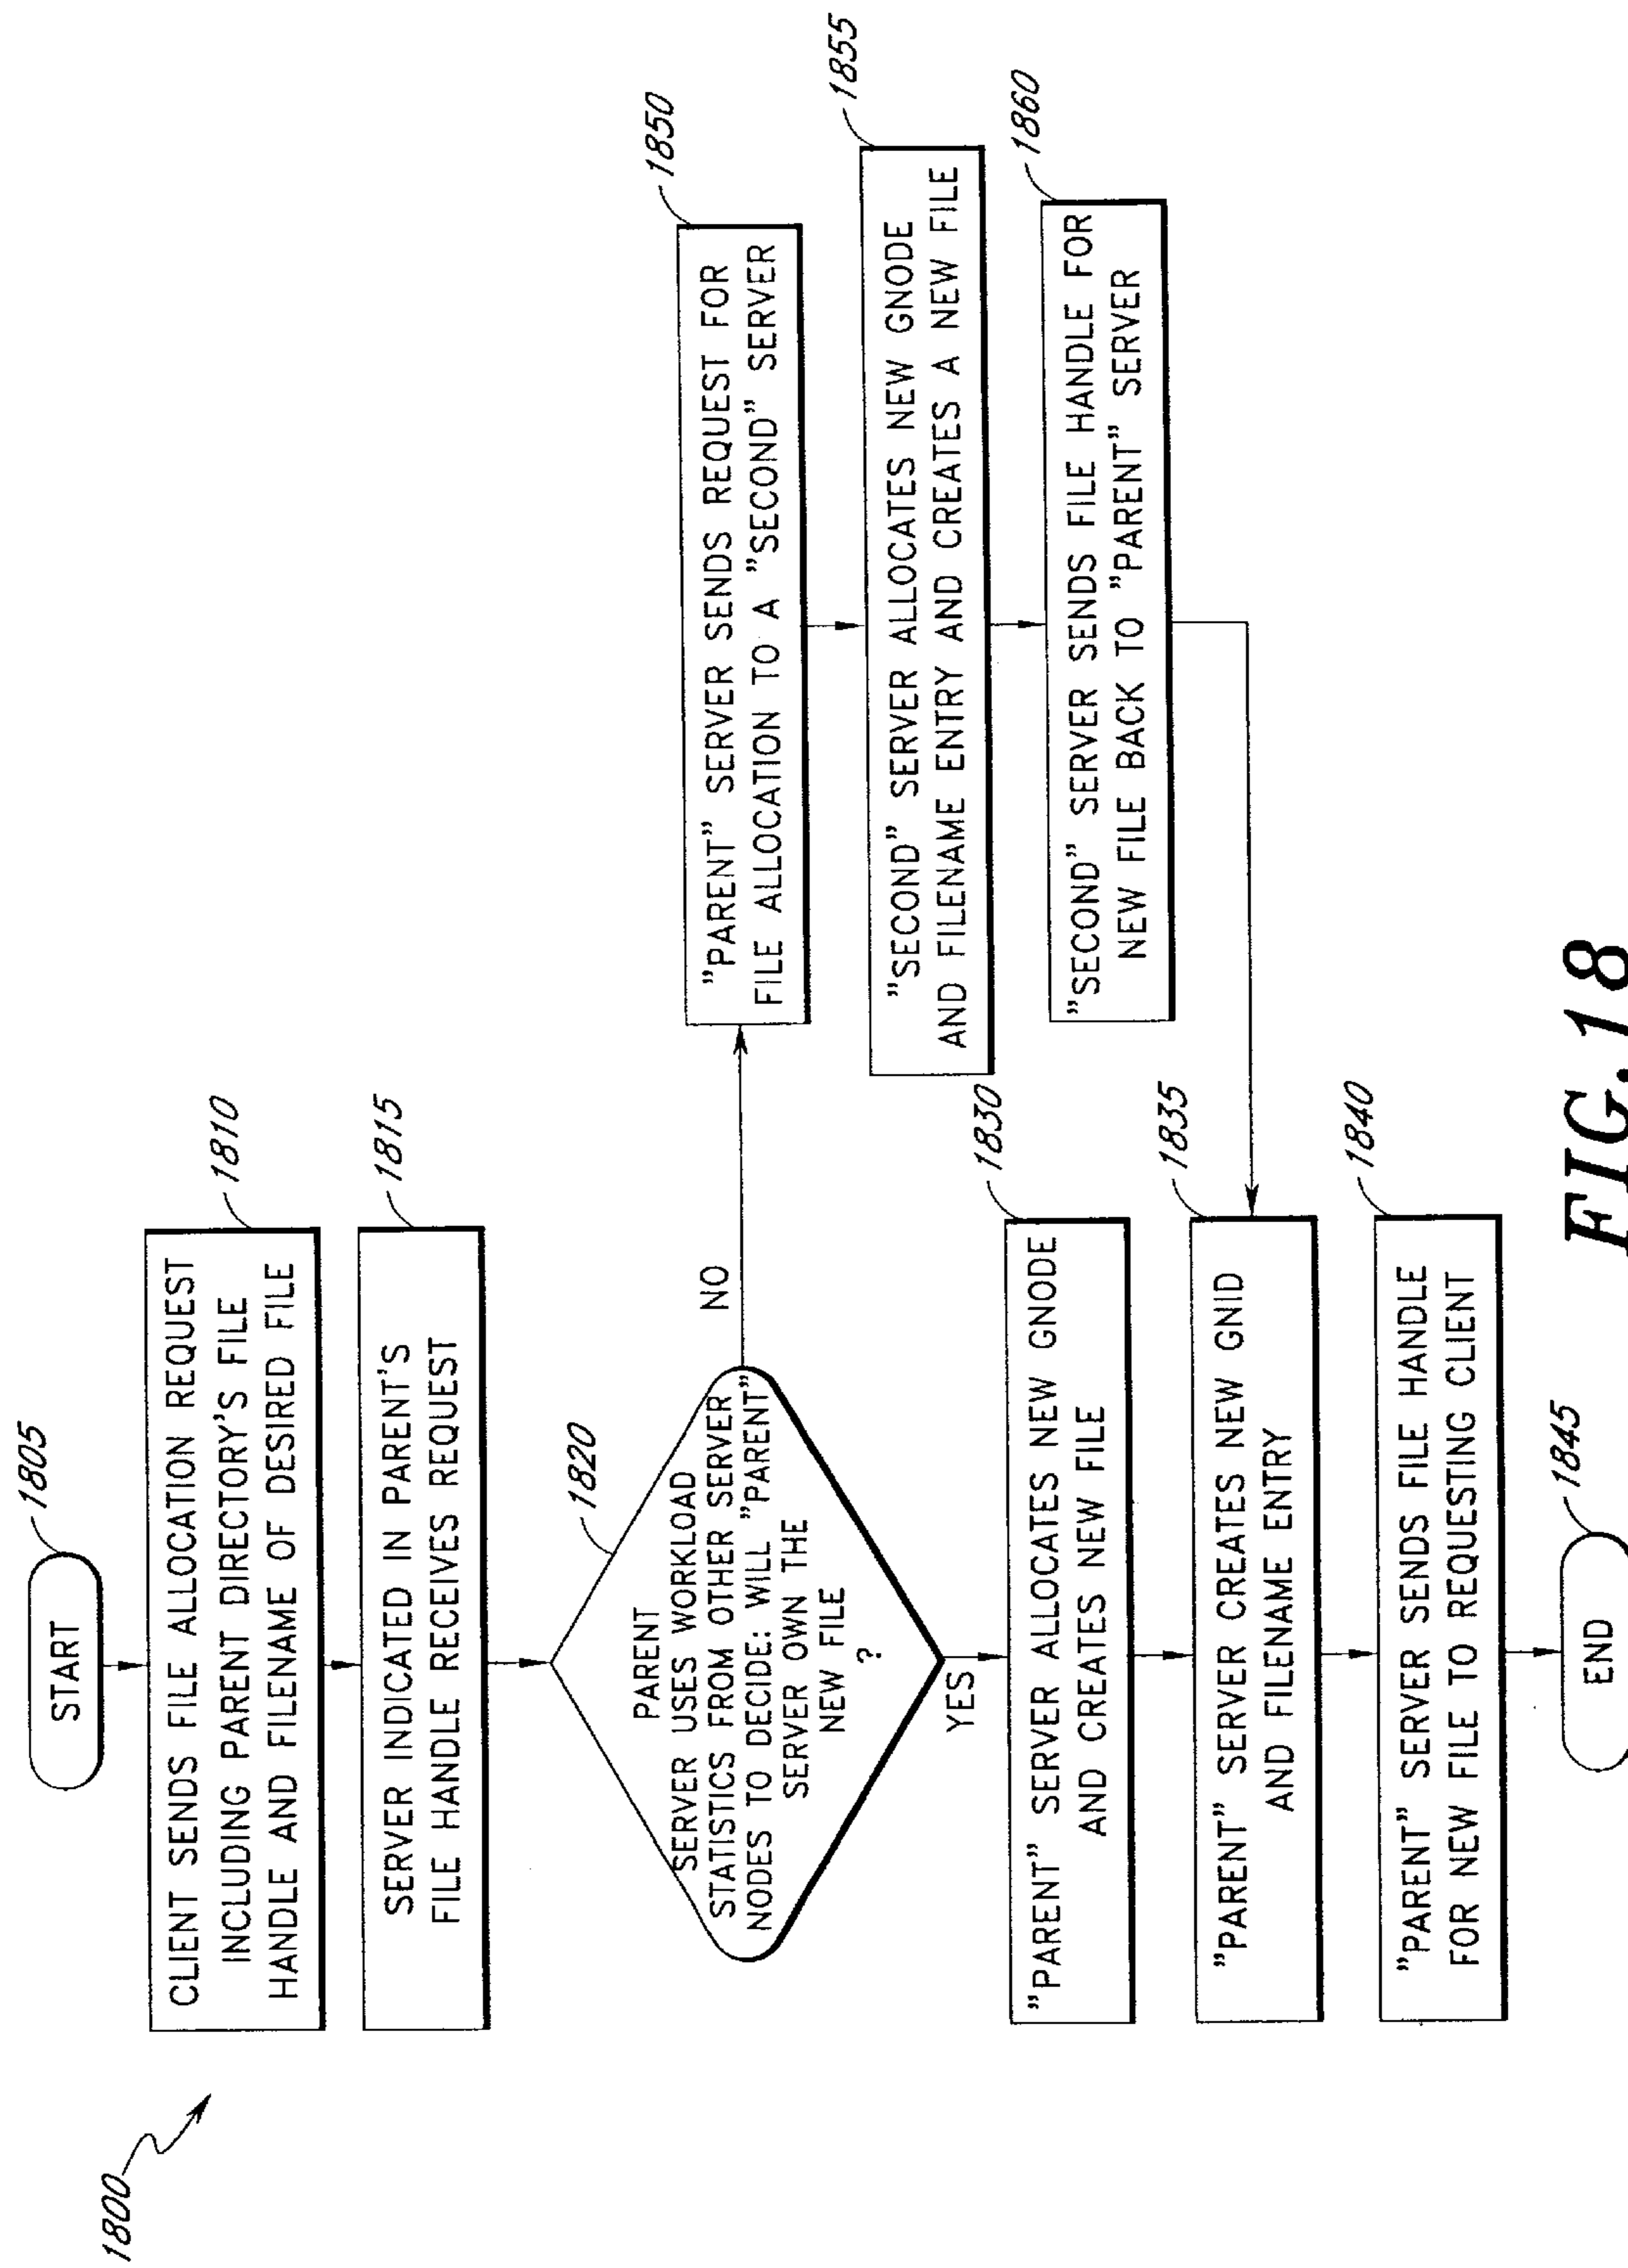 1800
START
1805
CLIENT SENDS FILE ALLOCATION REQUEST
INCLUDING PARENT DIRECTORY'S FILE
HANDLE AND FILENAME OF DESIRED FILE
1810
SERVER INDICATED IN PARENT'S
FILE HANDLE RECEIVES REQUEST
1815
PARENT
SERVER USES WORKLOAD
STATISTICS FROM OTHER SERVER
NODES TO DECIDE: WILL "PARENT"
SERVER OWN THE
NEW FILE
?
1820
NO
YES
"PARENT" SERVER ALLOCATES NEW GNODE
AND CREATES NEW FILE
1830
"PARENT" SERVER CREATES NEW GNID
AND FILENAME ENTRY
1835
"PARENT" SERVER SENDS FILE HANDLE
FOR NEW FILE TO REQUESTING CLIENT
1840
END
1845
"PARENT" SERVER SENDS REQUEST FOR
FILE ALLOCATION TO A "SECOND" SERVER
1850
"SECOND" SERVER ALLOCATES NEW GNODE
AND FILENAME ENTRY AND CREATES A NEW FILE
1855
"SECOND" SERVER SENDS FILE HANDLE FOR
NEW FILE BACK TO "PARENT" SERVER
1860
FIG.18